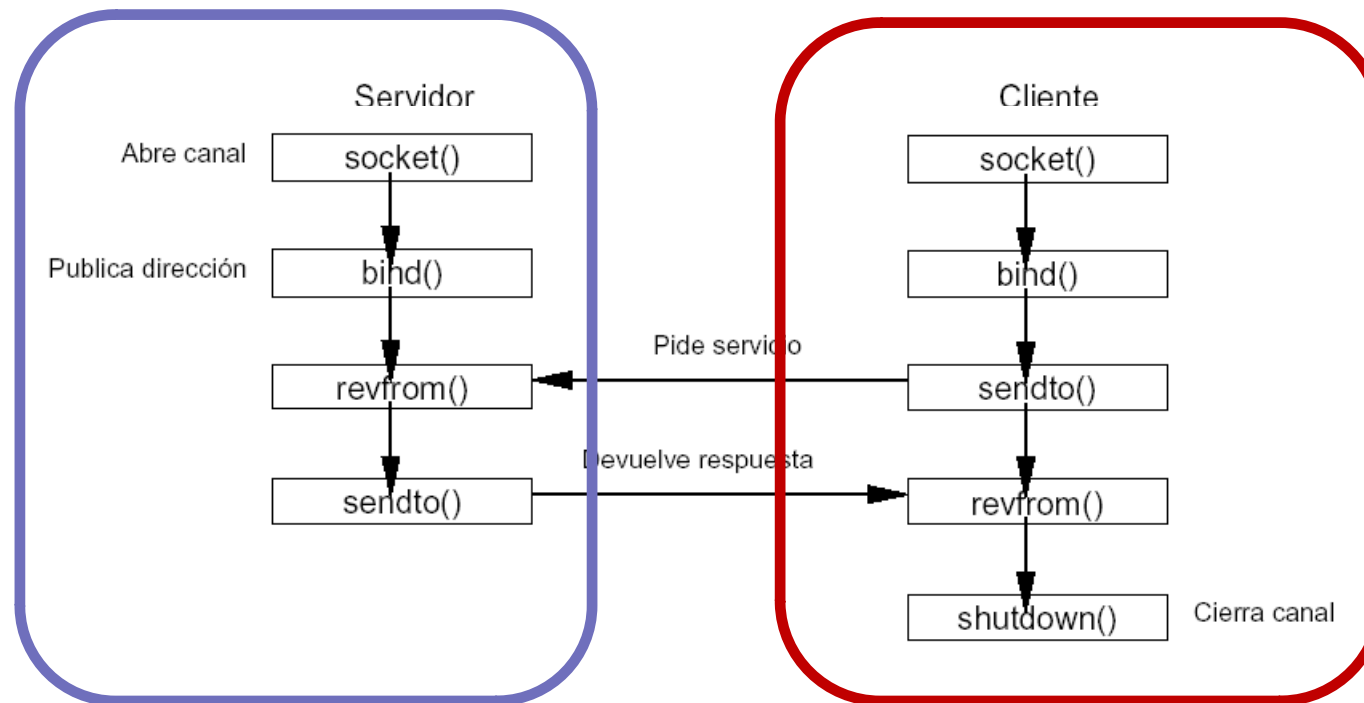 Servidor
Cliente
Abre canal
socket()
socket()
Publica dirección
bind()
bind()
Pide servicio
revfrom()
sendto()
Devuelve respuesta
sendto()
revfrom()
shutdown()
Cierra canal